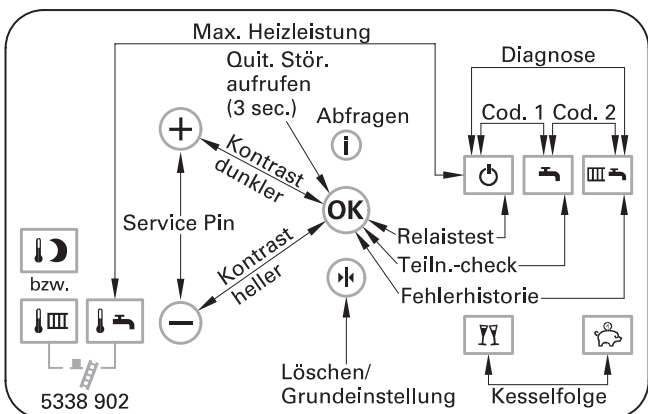 Max. Heizleistung
Quit. Stör.
aufrufen
(3 sec.)
Diagnose
Abfragen
Cod. 1
Cod. 2
+
i
Kontrast
dunkler
OK
Service Pin
Relaistest
Teiln.-check
Kontrast
heller
Fehlerhistorie
bzw.
−
Löschen/
Grundeinstellung
Kesselfolge
5338 902